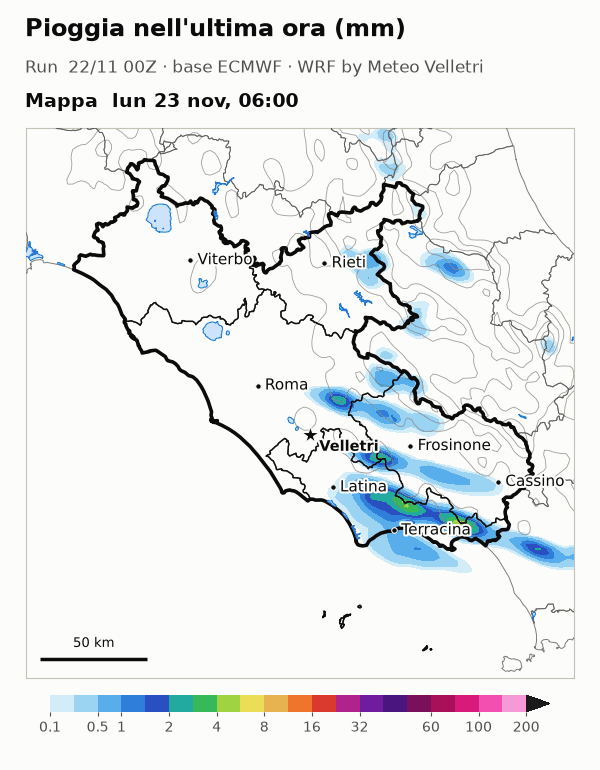 Pioggia nell'ultima ora (mm)
Run  22/11 00Z · base ECMWF · WRF by Meteo Velletri
Mappa  lun 23 nov, 06:00
Viterbo
Rieti
Roma
Velletri
Frosinone
Latina
Cassino
Terracina
50 km
0.1 0.5 1 2 4 8 16 32 60 100 200